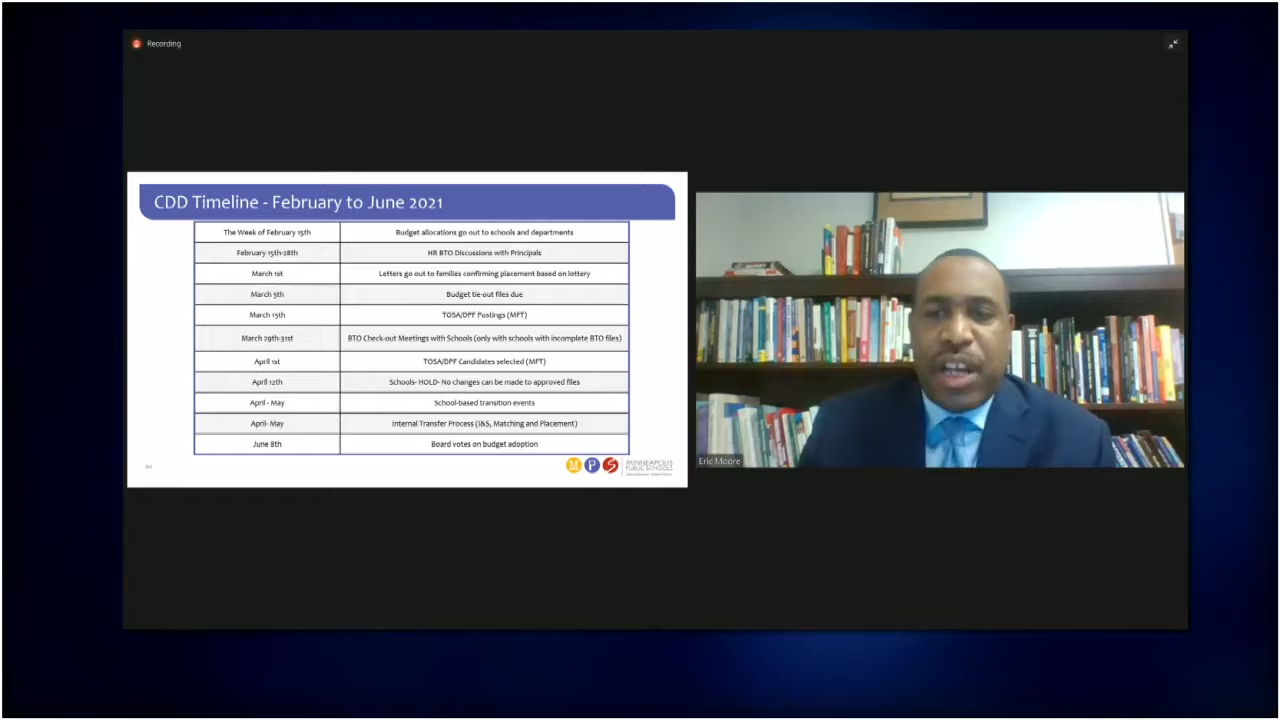 Recording
CDD Timeline - February to June 2021
The Week of February 15th Budget allocations go out to schools and departments
February 15th-28th HR BTO Discussions with Principals
March 1st Letters go out to families confirming placement based on lottery
March 5th Budget tie-out files due
March 15th TOSA/DPF Postings (MFT)
March 29th-31st BTO Check-out Meetings with Schools (only with schools with incomplete BTO files)
April 1st TOSA/DPF Candidates selected (MFT)
April 12th Schools- HOLD- No changes can be made to approved files
April - May School-based transition events
April- May Internal Transfer Process (I&S, Matching and Placement)
June 8th Board votes on budget adoption
M P S
MINNEAPOLIS
PUBLIC SCHOOLS
Eric Moore